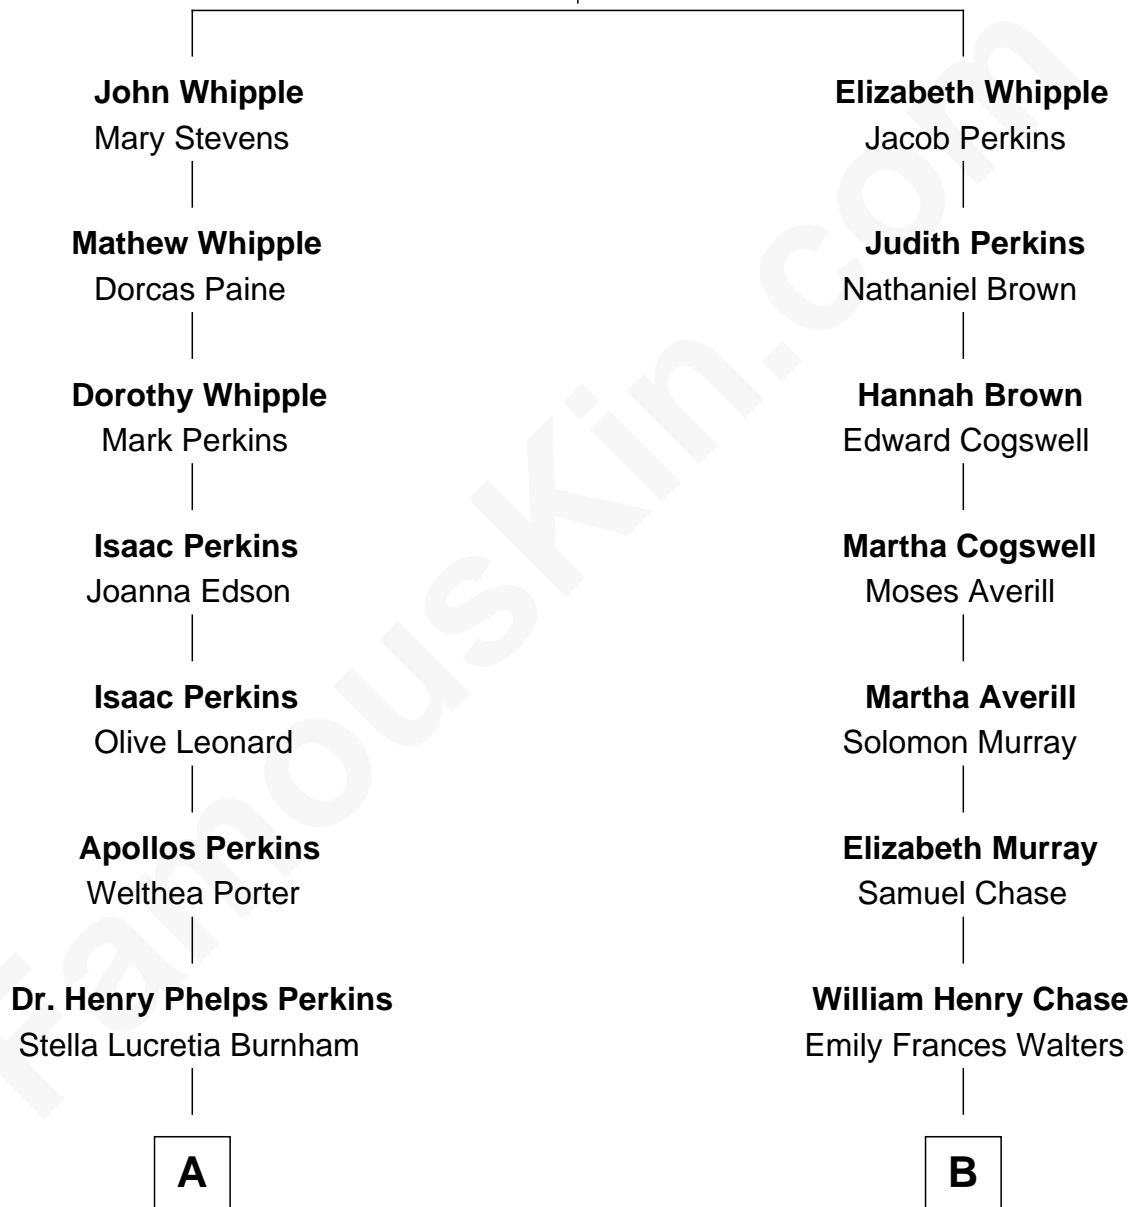 John Whipple
Mary Stevens
Elizabeth Whipple
Jacob Perkins
Mathew Whipple
Dorcas Paine
Judith Perkins
Nathaniel Brown
Dorothy Whipple
Mark Perkins
Hannah Brown
Edward Cogswell
Isaac Perkins
Joanna Edson
Martha Cogswell
Moses Averill
Isaac Perkins
Olive Leonard
Martha Averill
Solomon Murray
Apollos Perkins
Welthea Porter
Elizabeth Murray
Samuel Chase
Dr. Henry Phelps Perkins
Stella Lucretia Burnham
William Henry Chase
Emily Frances Walters
A
B
FamousKin.com